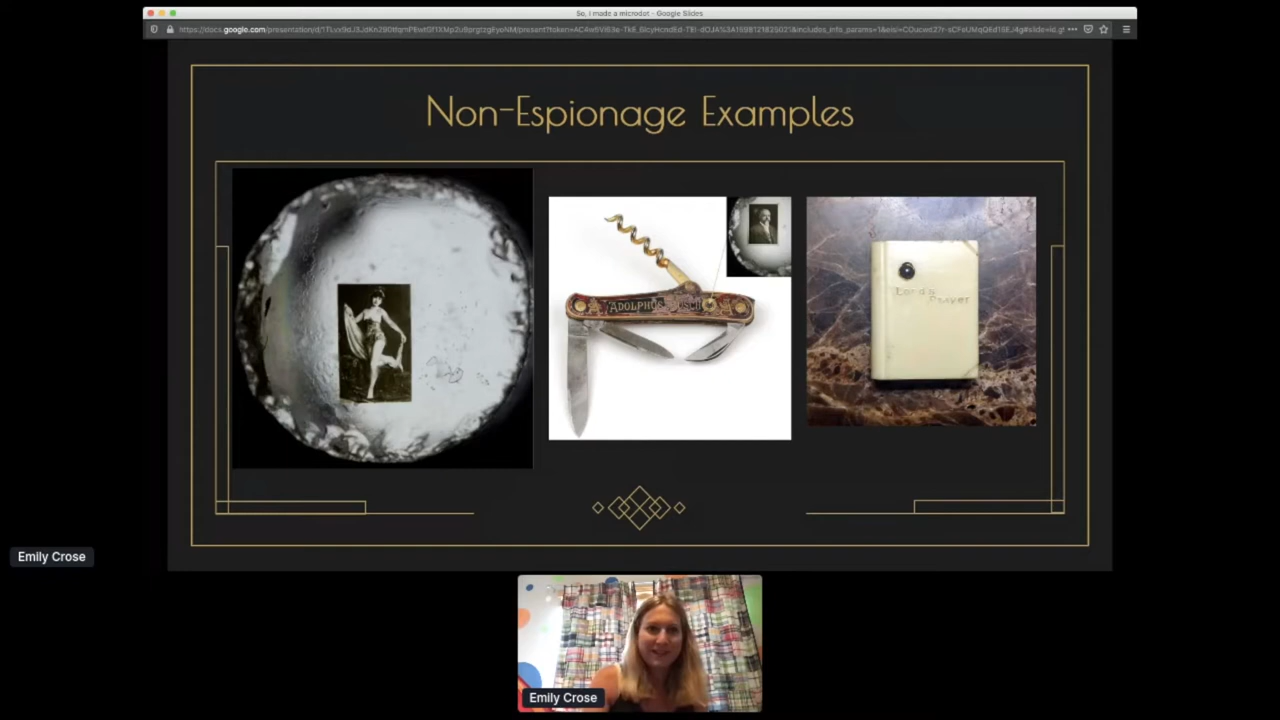 So, i made a microdot - Google Slides
Non-Espionage Examples
ADOLPHUS BUSCH
Lord's
Prayer
Emily Crose
Emily Crose